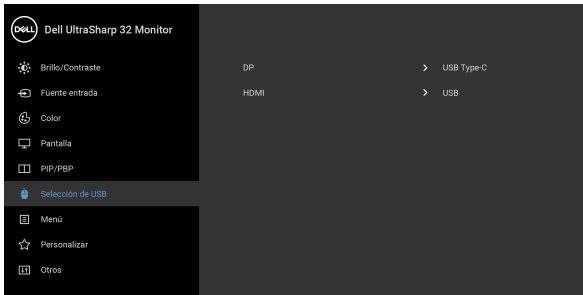 DELL
Dell UltraSharp 32 Monitor
Brillo/Contraste
Fuente entrada
Color
Pantalla
PIP/PBP
Selección de USB
Menú
Personalizar
Otros
DP > USB Type-C
HDMI > USB